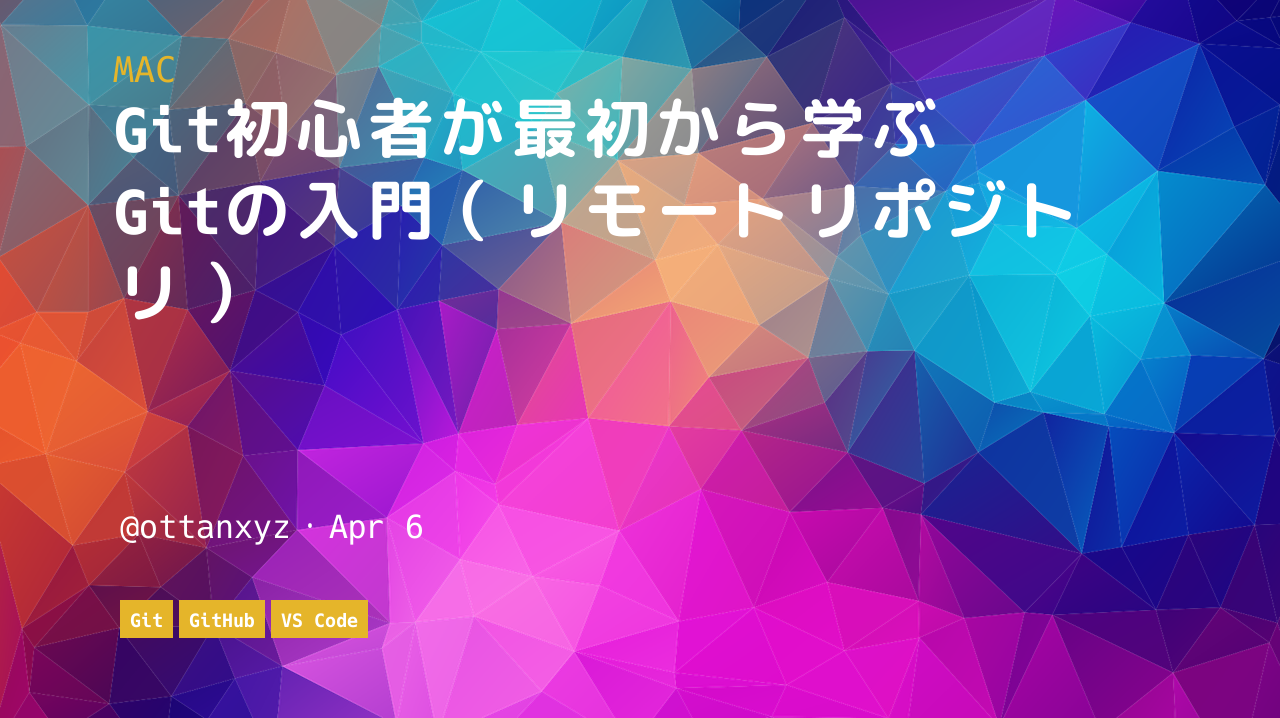 MAC
Git初心者が最初から学ぶ
Gitの入門（リモートリポジト
リ）
@ottanxyz・Apr 6
Git GitHub VS Code